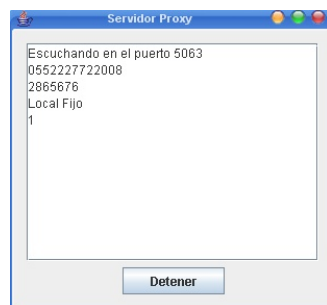 Servidor Proxy
Escuchando en el puerto 5063
0552227722008
2865676
Local Fijo
1
Detener